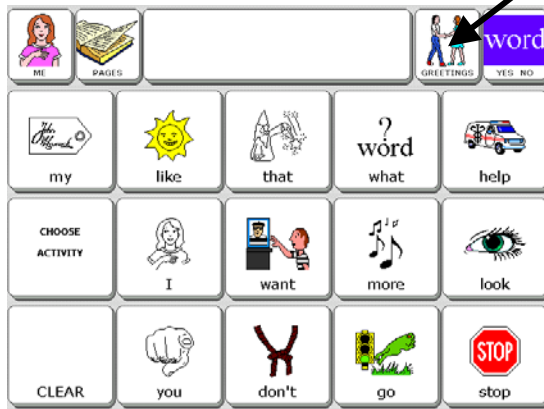 ME
PAGES
GREETINGS
word
YES NO
my
like
that
?
word
what
help
CHOOSE
ACTIVITY
I
want
more
look
CLEAR
you
don't
go
STOP
stop